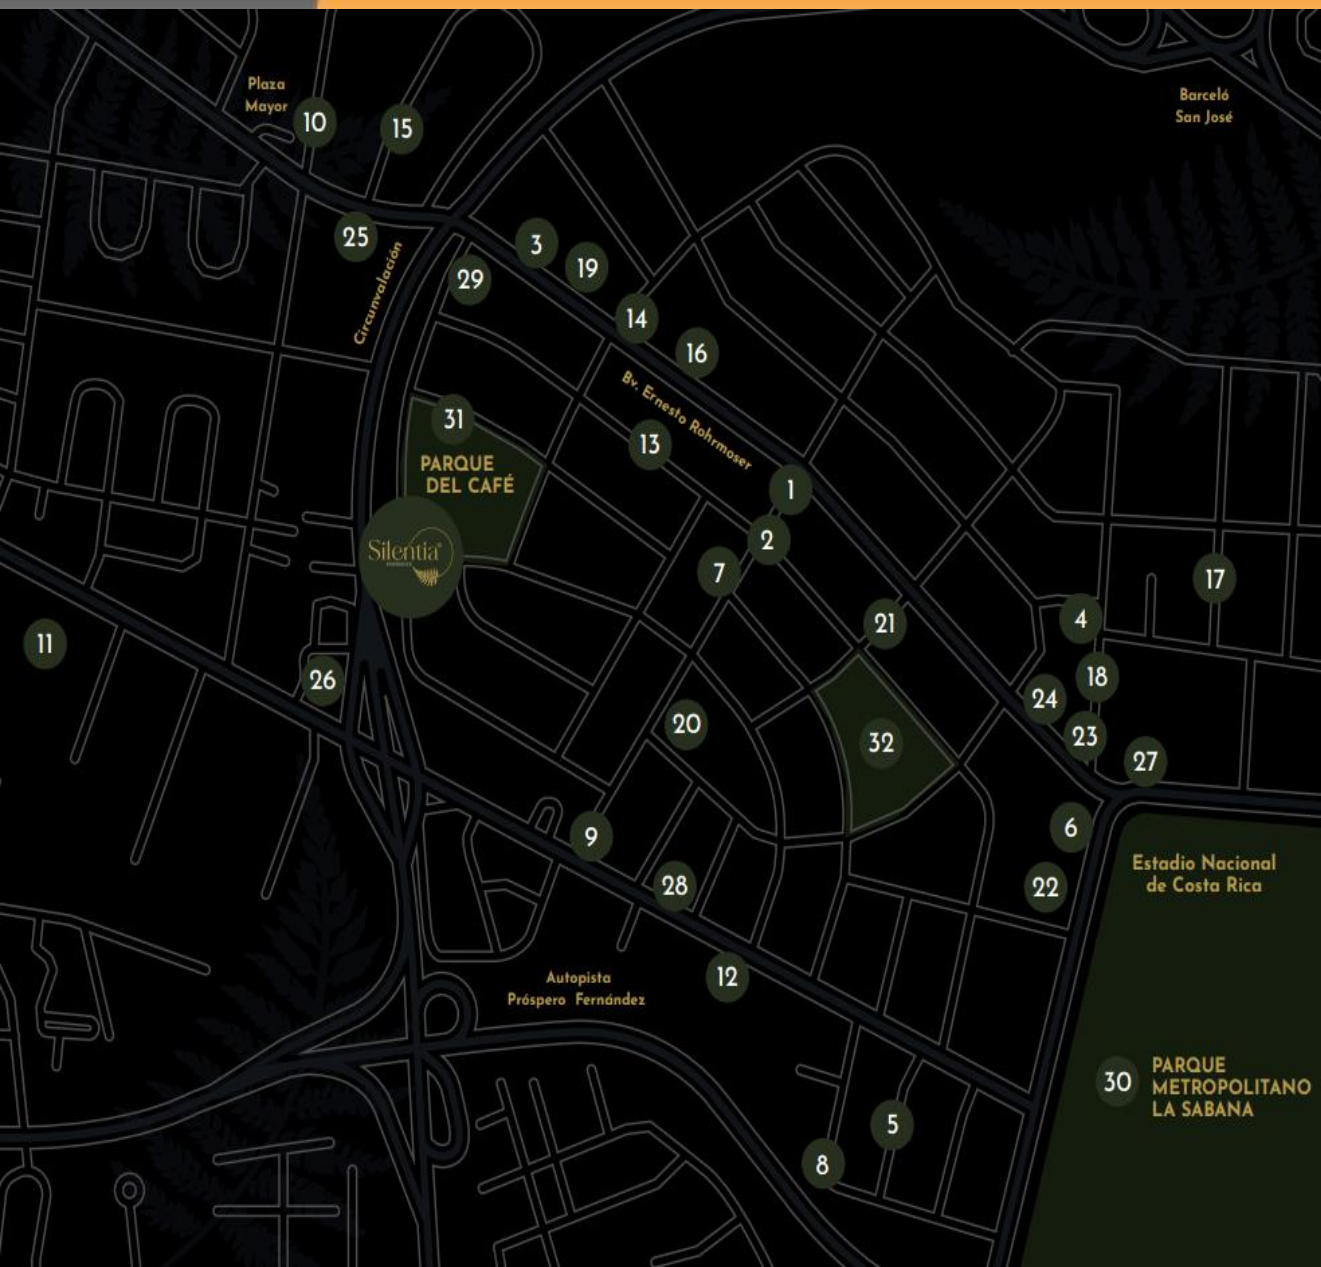 Plaza
Mayor
10
15
Barceló
San José
25
Circunvalación
3
19
29
14
16
Bv. Ernesto Rohrmoser
31
PARQUE
DEL CAFÉ
13
1
2
Silentia
7
17
4
21
11
26
18
24
20
23
32
27
9
6
Estadio Nacional
de Costa Rica
28
22
12
Autopista
Próspero Fernández
30
PARQUE
METROPOLITANO
LA SABANA
5
8